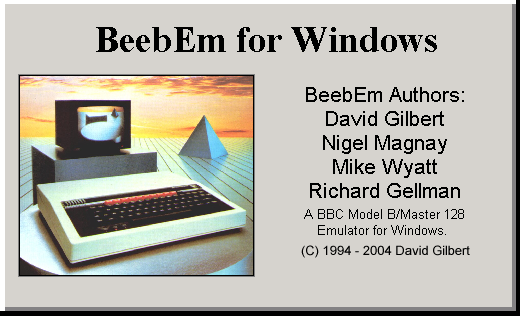 BeebEm for Windows
BeebEm Authors:
David Gilbert
Nigel Magnay
Mike Wyatt
Richard Gellman
A BBC Model B/Master 128
Emulator for Windows.
(C) 1994 - 2004 David Gilbert